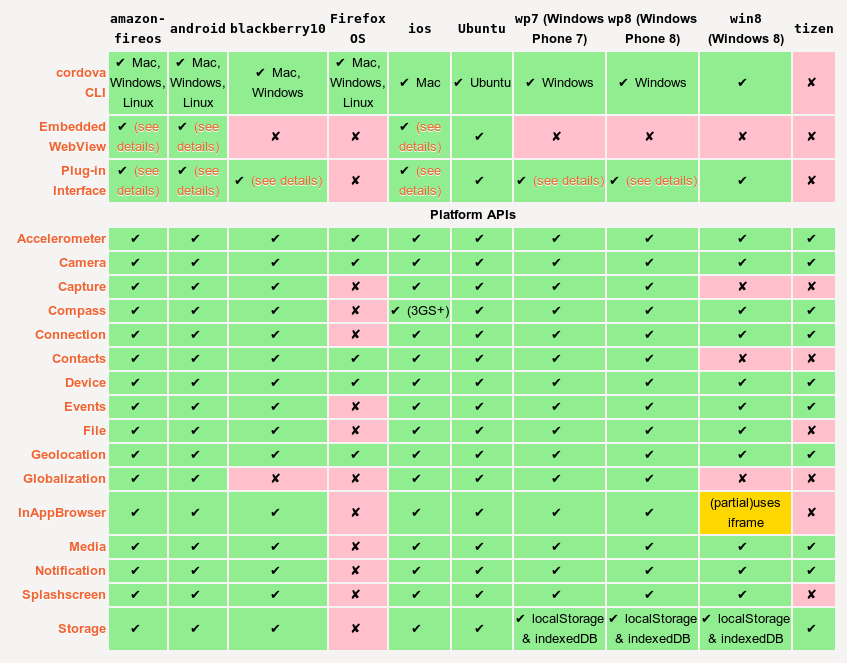 amazon-fireos android blackberry10 Firefox OS ios Ubuntu wp7 (Windows Phone 7) wp8 (Windows Phone 8) win8 (Windows 8) tizen
cordova CLI ✔ Mac, Windows, Linux ✔ Mac, Windows, Linux ✔ Mac, Windows ✔ Mac, Windows, Linux ✔ Mac ✔ Ubuntu ✔ Windows ✔ Windows ✔ ✘
Embedded WebView ✔ (see details) ✔ (see details) ✘ ✘ ✔ (see details) ✔ ✘ ✘ ✘ ✘
Plug-in Interface ✔ (see details) ✔ (see details) ✔ (see details) ✘ ✔ (see details) ✔ ✔ (see details) ✔ (see details) ✔ ✘
Platform APIs
Accelerometer ✔ ✔ ✔ ✔ ✔ ✔ ✔ ✔ ✔ ✔
Camera ✔ ✔ ✔ ✔ ✔ ✔ ✔ ✔ ✔ ✔
Capture ✔ ✔ ✔ ✘ ✔ ✔ ✔ ✔ ✘ ✘
Compass ✔ ✔ ✔ ✘ ✔ (3GS+) ✔ ✔ ✔ ✔ ✔
Connection ✔ ✔ ✔ ✘ ✔ ✔ ✔ ✔ ✔ ✔
Contacts ✔ ✔ ✔ ✔ ✔ ✔ ✔ ✔ ✘ ✘
Device ✔ ✔ ✔ ✔ ✔ ✔ ✔ ✔ ✔ ✔
Events ✔ ✔ ✔ ✘ ✔ ✔ ✔ ✔ ✔ ✔
File ✔ ✔ ✔ ✘ ✔ ✔ ✔ ✔ ✔ ✘
Geolocation ✔ ✔ ✔ ✔ ✔ ✔ ✔ ✔ ✔ ✔
Globalization ✔ ✔ ✘ ✘ ✔ ✔ ✔ ✔ ✘ ✘
InAppBrowser ✔ ✔ ✔ ✘ ✔ ✔ ✔ ✔ (partial)uses iframe ✘
Media ✔ ✔ ✔ ✘ ✔ ✔ ✔ ✔ ✔ ✔
Notification ✔ ✔ ✔ ✘ ✔ ✔ ✔ ✔ ✔ ✔
Splashscreen ✔ ✔ ✔ ✘ ✔ ✔ ✔ ✔ ✔ ✘
Storage ✔ ✔ ✔ ✘ ✔ ✔ ✔ localStorage & indexedDB ✔ localStorage & indexedDB ✔ localStorage & indexedDB ✔